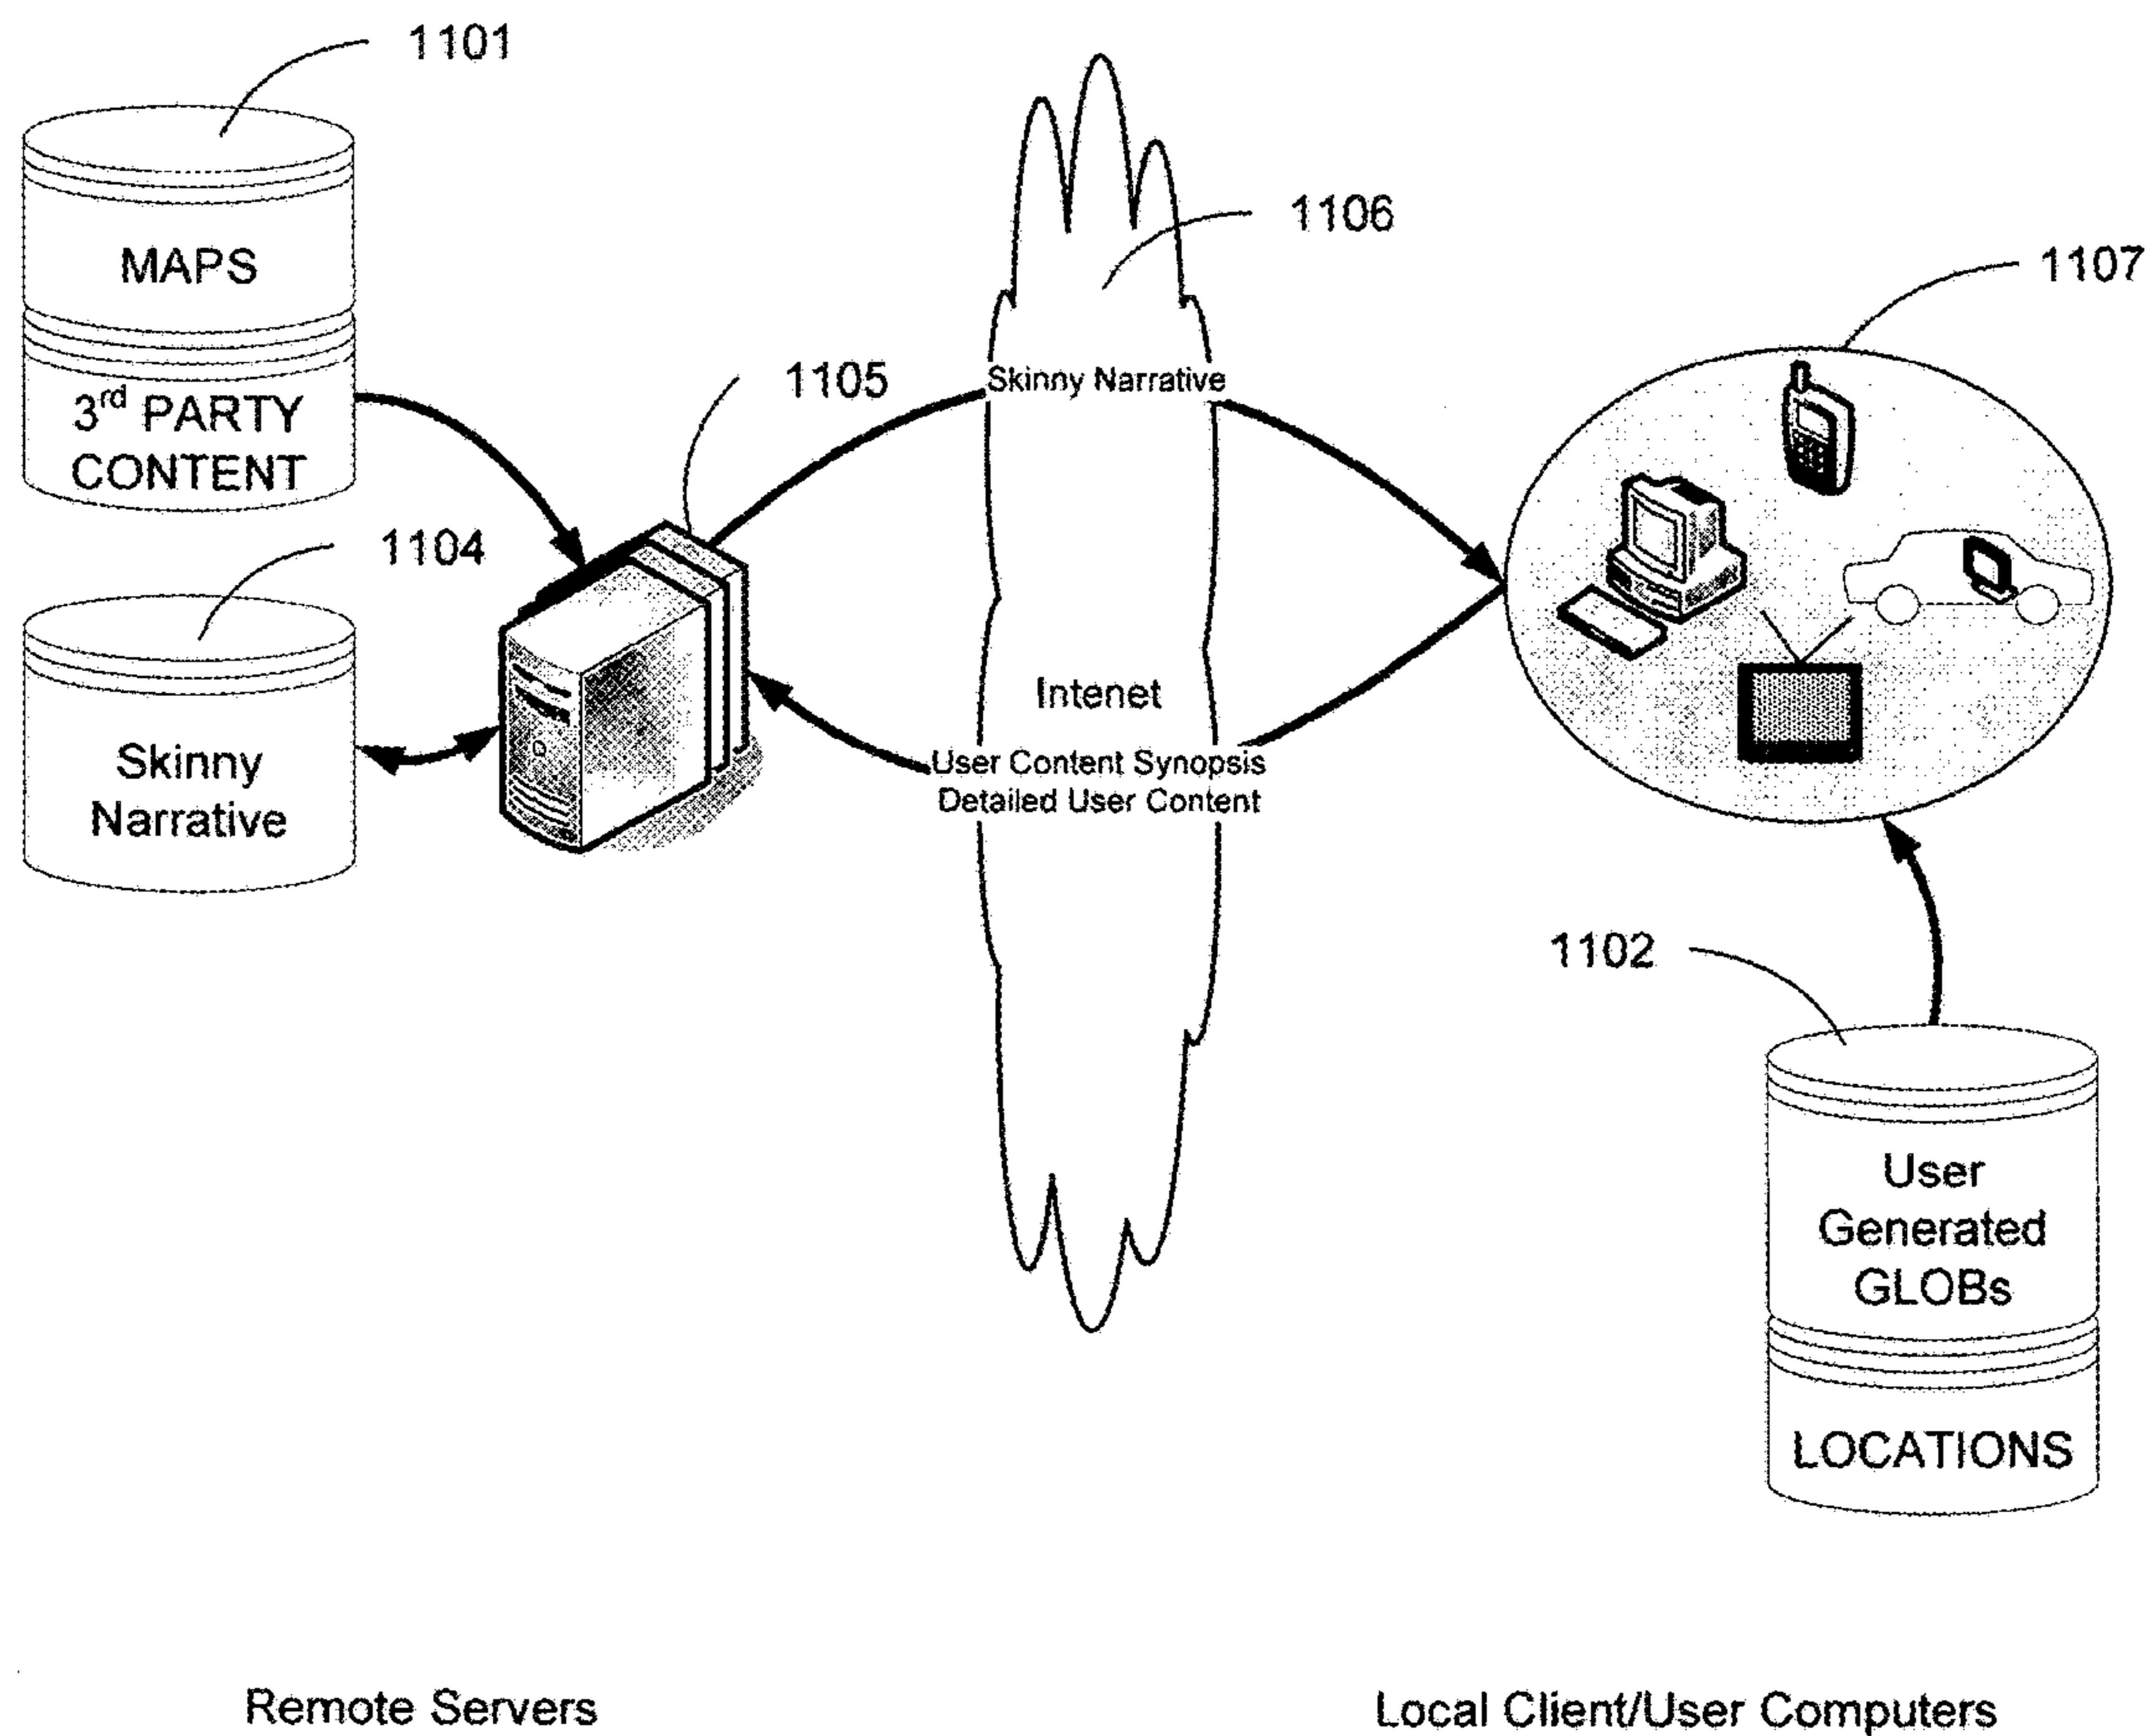 1101
MAPS
3rd PARTY
CONTENT
1104
Skinny
Narrative
1105
1106
Skinny Narrative
Intenet
User Content Synopsis
Detailed User Content
1107
1102
User
Generated
GLOBs
LOCATIONS
Remote Servers
Local Client/User Computers